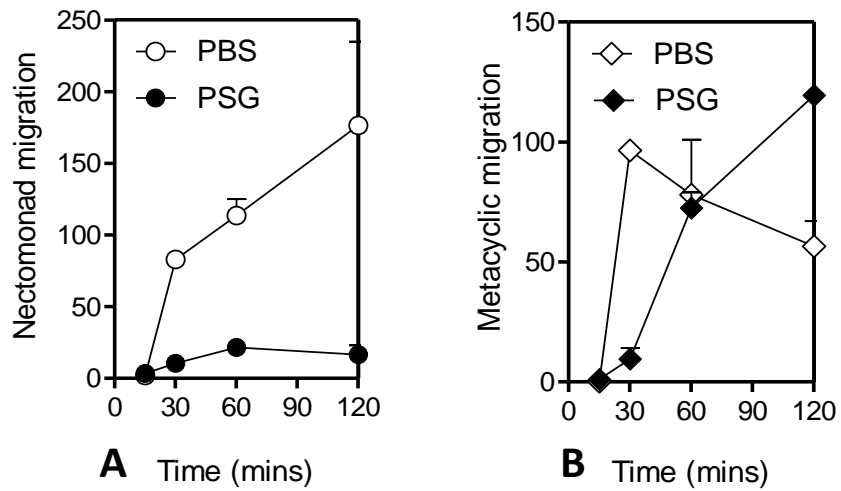 Nectomonad migration
250
200
150
100
50
0
PBS
PSG
0 30 60 90 120
A Time (mins)
Metacyclic migration
150
100
50
0
PBS
PSG
0 30 60 90 120
B Time (mins)